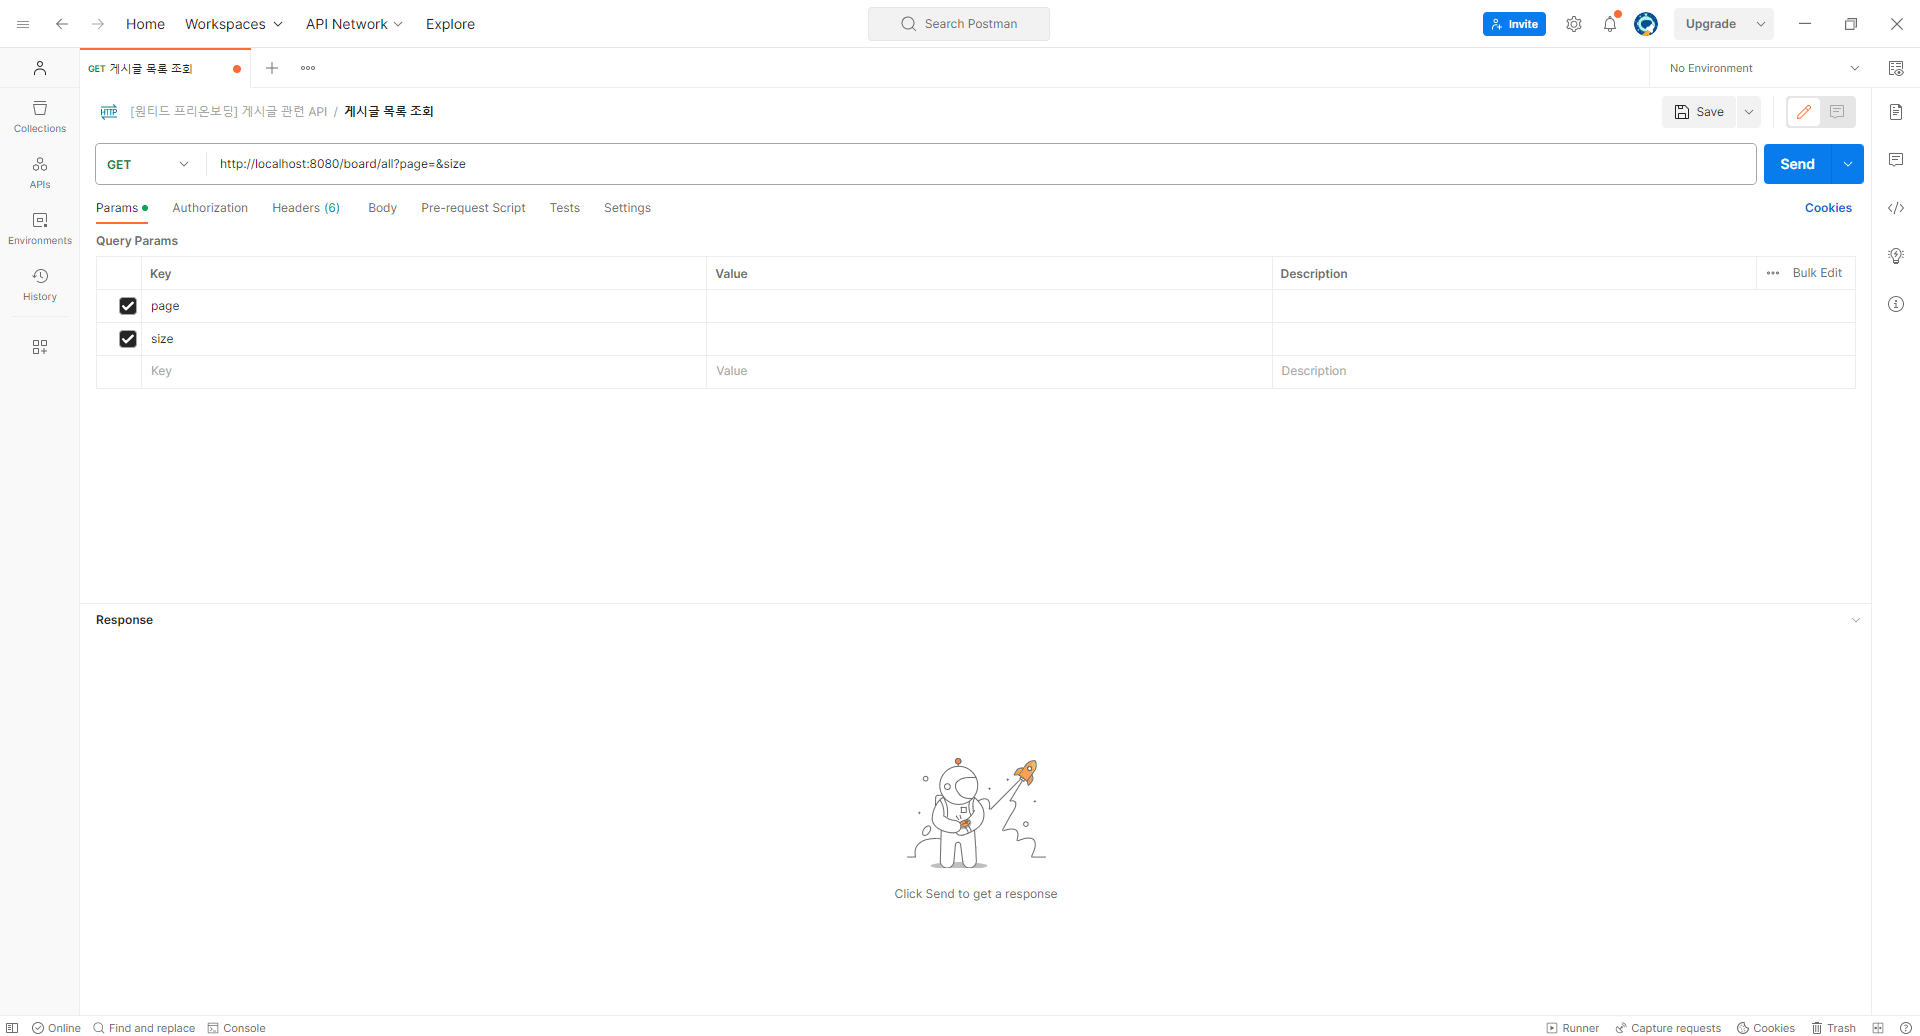 Home Workspaces API Network Explore Search Postman Invite Upgrade
GET 게시글 목록 조회 No Environment
HTTP [원티드 프리온보딩] 게시글 관련 API / 게시글 목록 조회 Save
GET http://localhost:8080/board/all?page=&size Send
Params Authorization Headers (6) Body Pre-request Script Tests Settings Cookies
Query Params
Key Value Description Bulk Edit
page
size
Key Value Description
Collections
APIs
Environments
History
Response
Click Send to get a response
Online Find and replace Console Runner Capture requests Cookies Trash